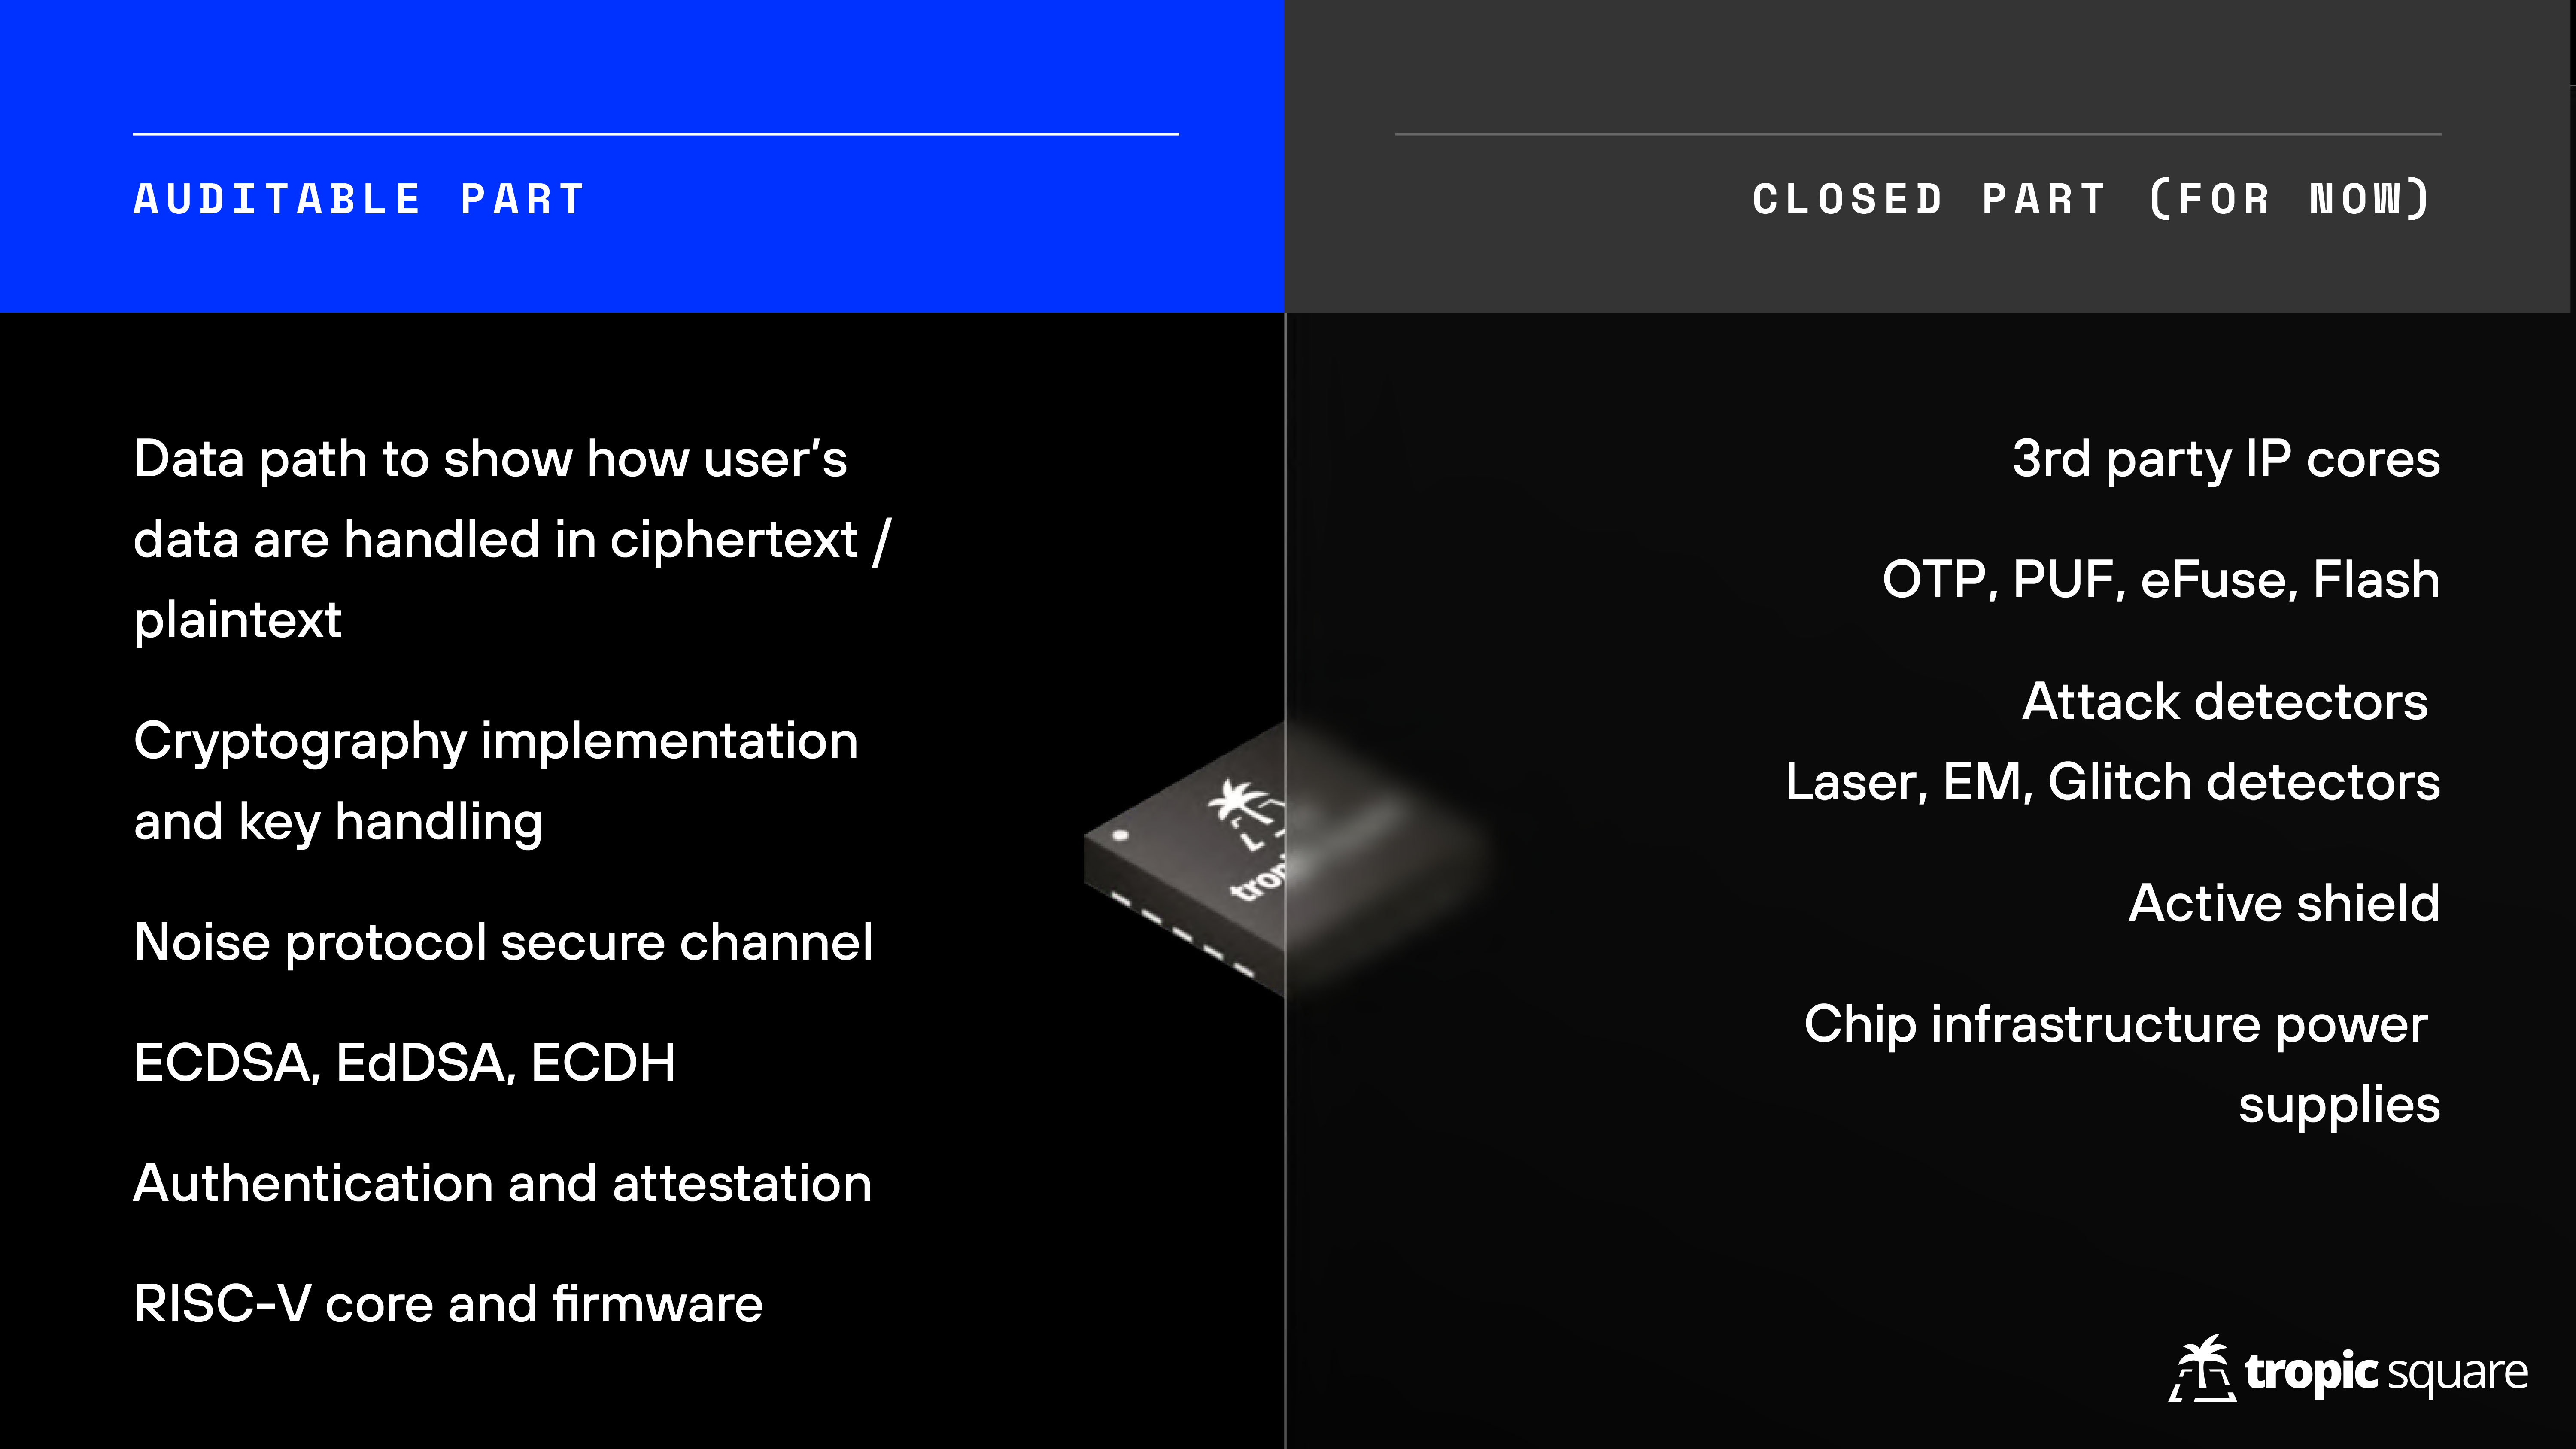 AUDITABLE PART
Data path to show how user’s
data are handled in ciphertext /
plaintext
Cryptography implementation
and key handling
Noise protocol secure channel
ECDSA, EdDSA, ECDH
Authentication and attestation
RISC-V core and firmware
CLOSED PART (FOR NOW)
3rd party IP cores
OTP, PUF, eFuse, Flash
Attack detectors
Laser, EM, Glitch detectors
Active shield
Chip infrastructure power
supplies
tropic square